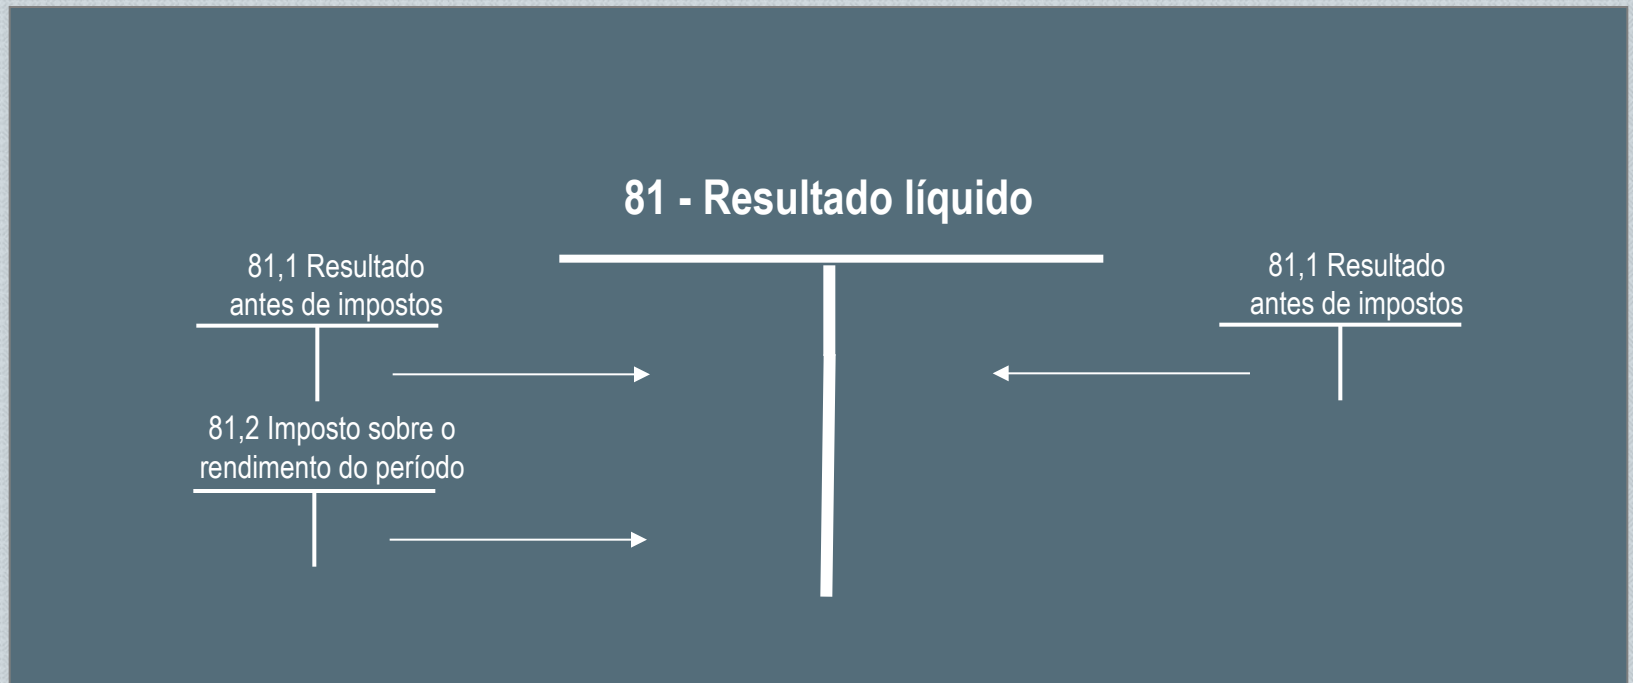 81 - Resultado líquido
81,1 Resultado
antes de impostos
81,2 Imposto sobre o
rendimento do período
81,1 Resultado
antes de impostos